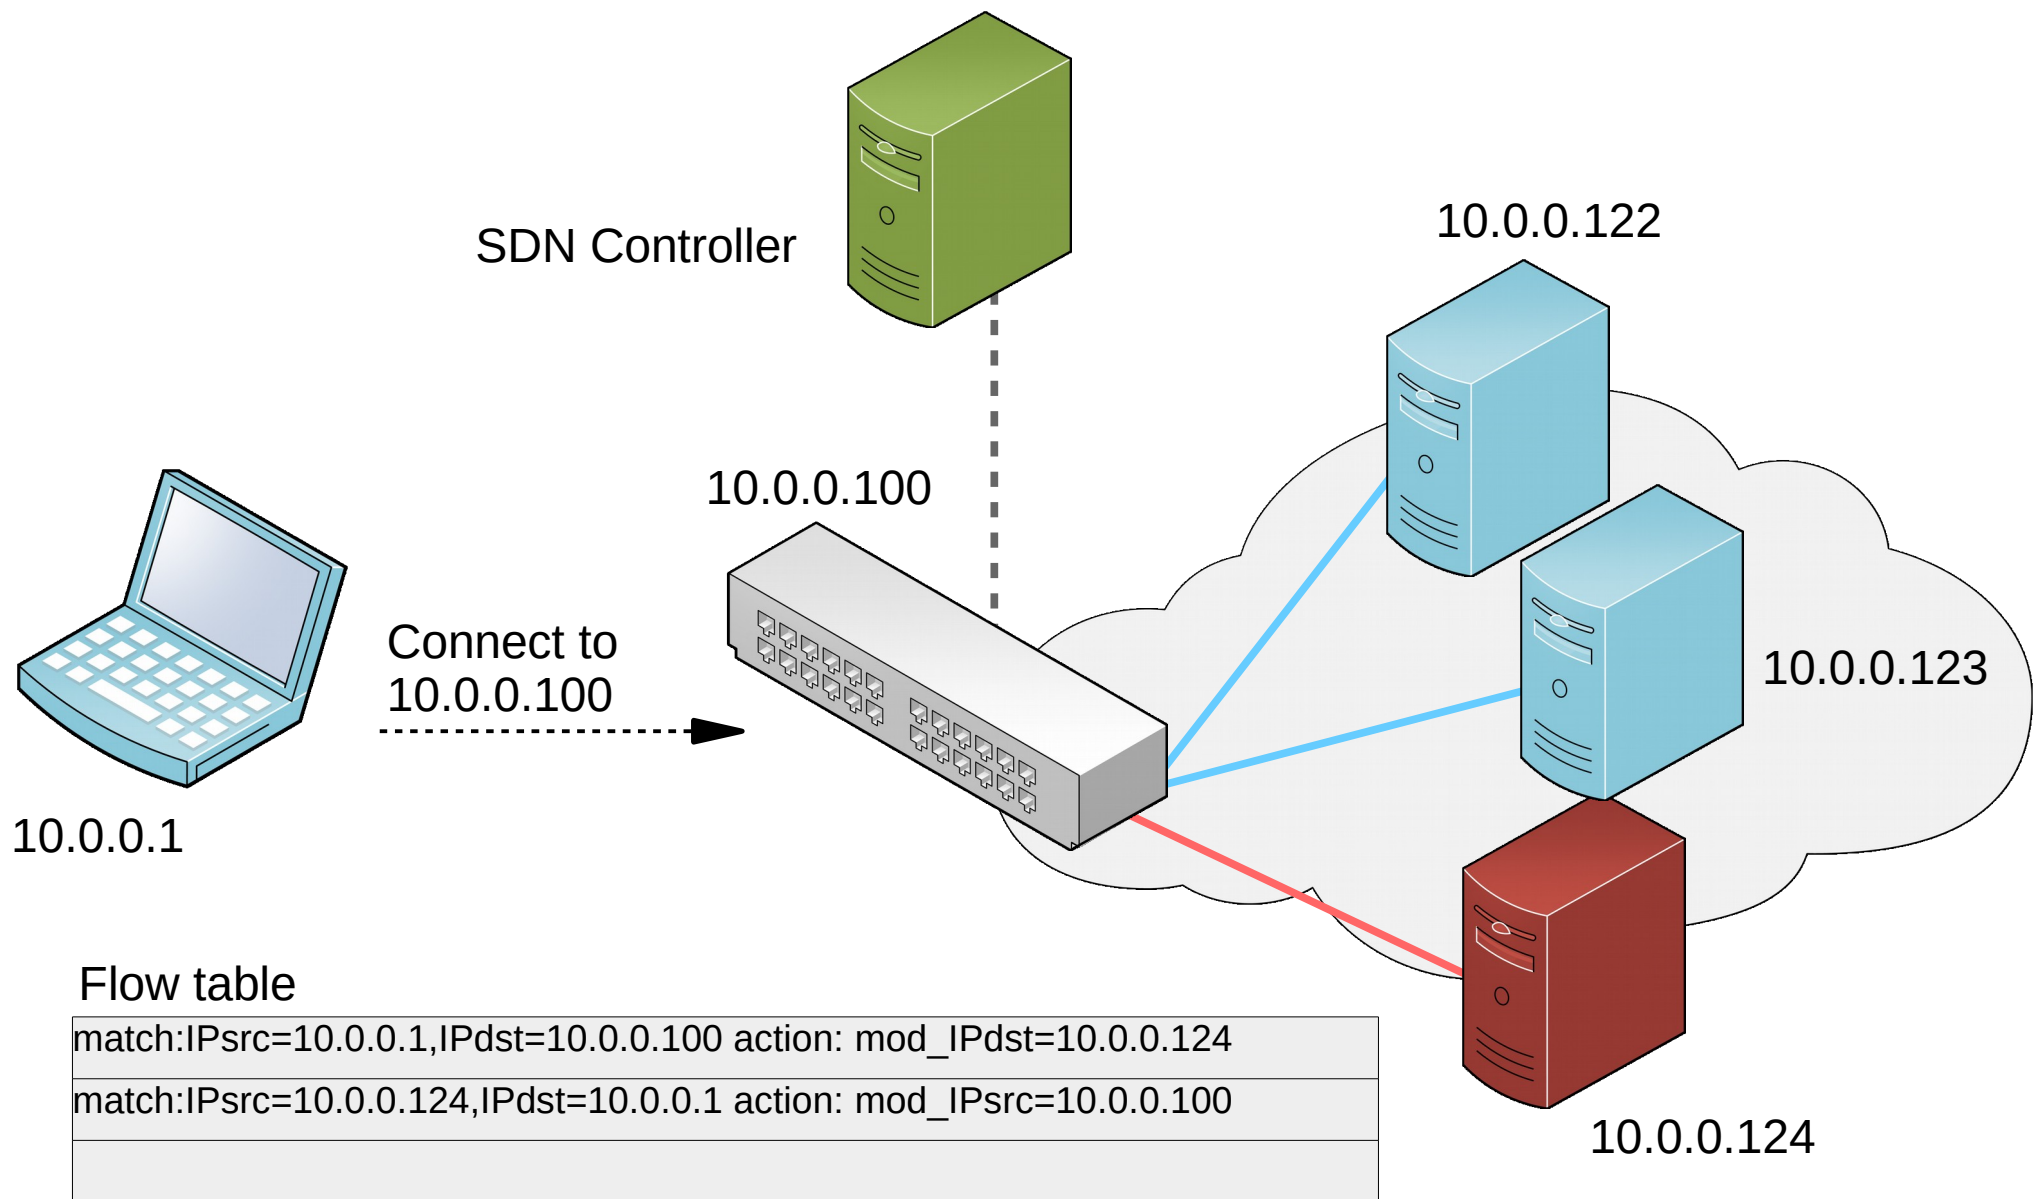 SDN Controller
10.0.0.122
10.0.0.100
Connect to
10.0.0.100
10.0.0.123
10.0.0.1
Flow table
match:IPsrc=10.0.0.1,IPdst=10.0.0.100 action: mod_IPdst=10.0.0.124
match:IPsrc=10.0.0.124,IPdst=10.0.0.1 action: mod_IPsrc=10.0.0.100
10.0.0.124